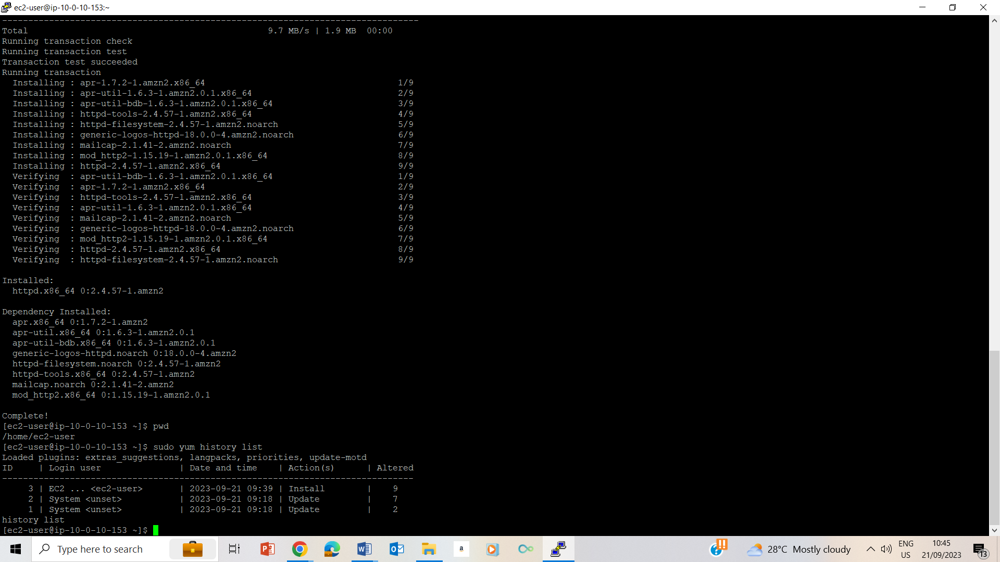 ec2-user@ip-10-0-10-153:~
--------------------------------------------------------------------------------
Total                                              9.7 MB/s | 1.9 MB  00:00
Running transaction check
Running transaction test
Transaction test succeeded
Running transaction
  Installing : apr-1.7.2-1.amzn2.x86_64                                     1/9
  Installing : apr-util-1.6.3-1.amzn2.0.1.x86_64                            2/9
  Installing : apr-util-bdb-1.6.3-1.amzn2.0.1.x86_64                        3/9
  Installing : httpd-tools-2.4.57-1.amzn2.x86_64                            4/9
  Installing : httpd-filesystem-2.4.57-1.amzn2.noarch                       5/9
  Installing : generic-logos-httpd-18.0.0-4.amzn2.noarch                    6/9
  Installing : mailcap-2.1.41-2.amzn2.noarch                                7/9
  Installing : mod_http2-1.15.19-1.amzn2.0.1.x86_64                         8/9
  Installing : httpd-2.4.57-1.amzn2.x86_64                                  9/9
  Verifying  : apr-util-bdb-1.6.3-1.amzn2.0.1.x86_64                        1/9
  Verifying  : apr-1.7.2-1.amzn2.x86_64                                     2/9
  Verifying  : httpd-tools-2.4.57-1.amzn2.x86_64                            3/9
  Verifying  : apr-util-1.6.3-1.amzn2.0.1.x86_64                            4/9
  Verifying  : mailcap-2.1.41-2.amzn2.noarch                                5/9
  Verifying  : generic-logos-httpd-18.0.0-4.amzn2.noarch                    6/9
  Verifying  : mod_http2-1.15.19-1.amzn2.0.1.x86_64                         7/9
  Verifying  : httpd-2.4.57-1.amzn2.x86_64                                  8/9
  Verifying  : httpd-filesystem-2.4.57-1.amzn2.noarch                       9/9
Installed:
  httpd.x86_64 0:2.4.57-1.amzn2
Dependency Installed:
  apr.x86_64 0:1.7.2-1.amzn2
  apr-util.x86_64 0:1.6.3-1.amzn2.0.1
  apr-util-bdb.x86_64 0:1.6.3-1.amzn2.0.1
  generic-logos-httpd.noarch 0:18.0.0-4.amzn2
  httpd-filesystem.noarch 0:2.4.57-1.amzn2
  httpd-tools.x86_64 0:2.4.57-1.amzn2
  mailcap.noarch 0:2.1.41-2.amzn2
  mod_http2.x86_64 0:1.15.19-1.amzn2.0.1
Complete!
[ec2-user@ip-10-0-10-153 ~]$ pwd
/home/ec2-user
[ec2-user@ip-10-0-10-153 ~]$ sudo yum history list
Loaded plugins: extras_suggestions, langpacks, priorities, update-motd
ID     | Login user               | Date and time    | Action(s)      | Altered
-------------------------------------------------------------------------------
     3 | EC2 ... <ec2-user>       | 2023-09-21 09:39 | Install        |    9
     2 | System <unset>           | 2023-09-21 09:18 | Update         |    7
     1 | System <unset>           | 2023-09-21 09:18 | Update         |    2
history list
[ec2-user@ip-10-0-10-153 ~]$
Type here to search
a
28°C Mostly cloudy
ENG
US
10:45
21/09/2023
13